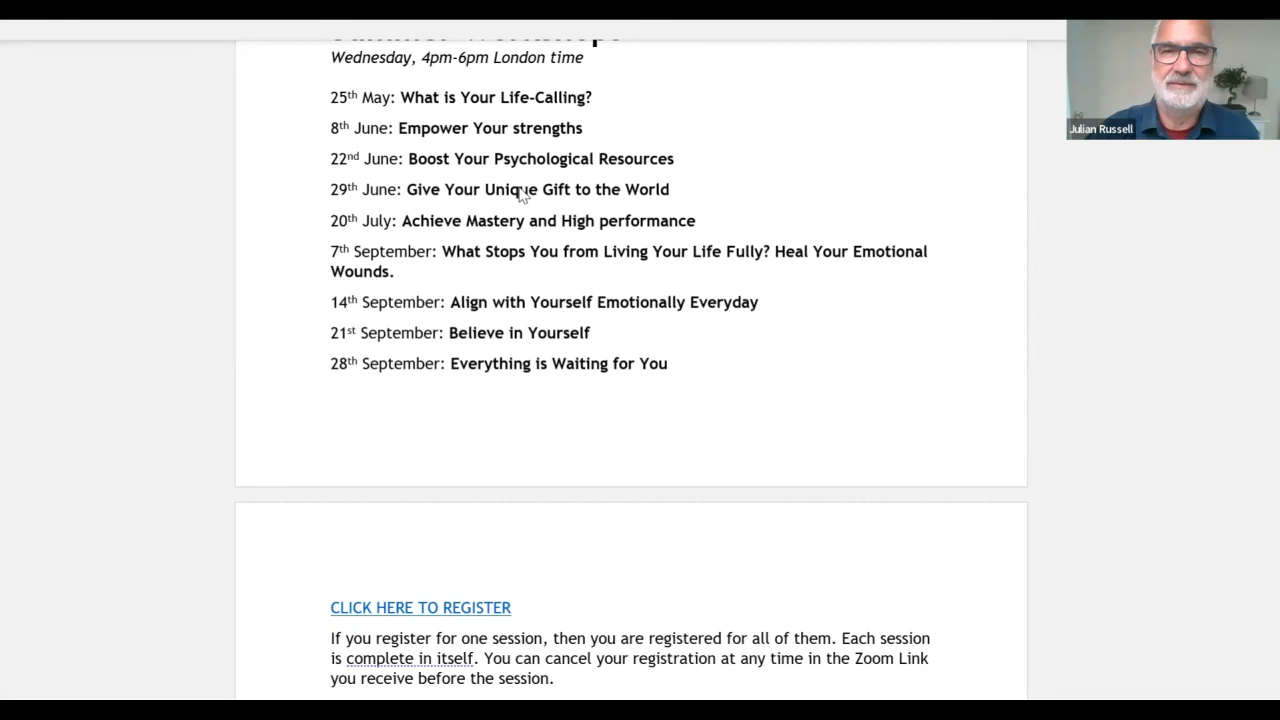 Wednesday, 4pm-6pm London time
25th May: What is Your Life-Calling?
8th June: Empower Your strengths
22nd June: Boost Your Psychological Resources
29th June: Give Your Unique Gift to the World
20th July: Achieve Mastery and High performance
7th September: What Stops You from Living Your Life Fully? Heal Your Emotional
Wounds.
14th September: Align with Yourself Emotionally Everyday
21st September: Believe in Yourself
28th September: Everything is Waiting for You
CLICK HERE TO REGISTER
If you register for one session, then you are registered for all of them. Each session
is complete in itself. You can cancel your registration at any time in the Zoom Link
you receive before the session.
Julian Russell